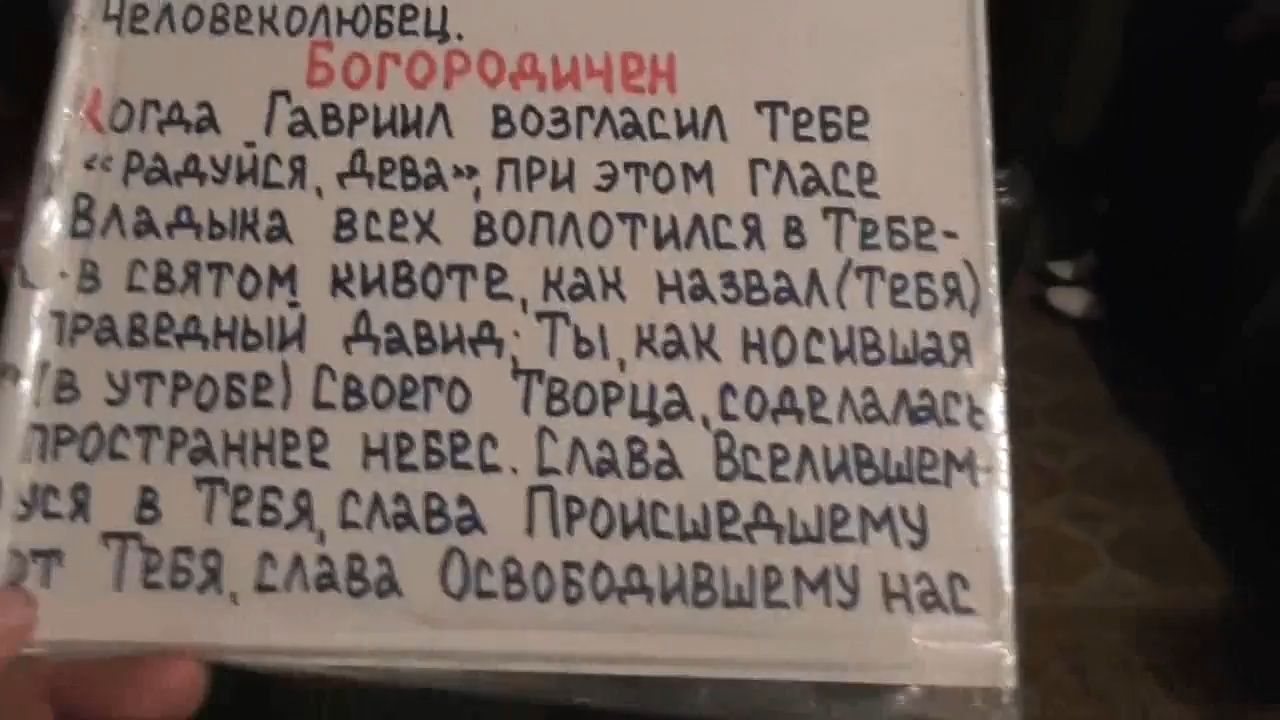 Человеколюбец.
Богородичен
Когда Гавриил возгласил Тебе
«Радуйся, Дева», при этом гласе
Владыка всех воплотился в Тебе-
в святом кивоте, как назвал(Тебя)
праведный Давид; Ты, как носившая
(в утробе) Своего Творца, соделалась
пространнее небес. Слава Вселившем-
уся в Тебя, слава Происшедшему
от Тебя, слава Освободившему нас